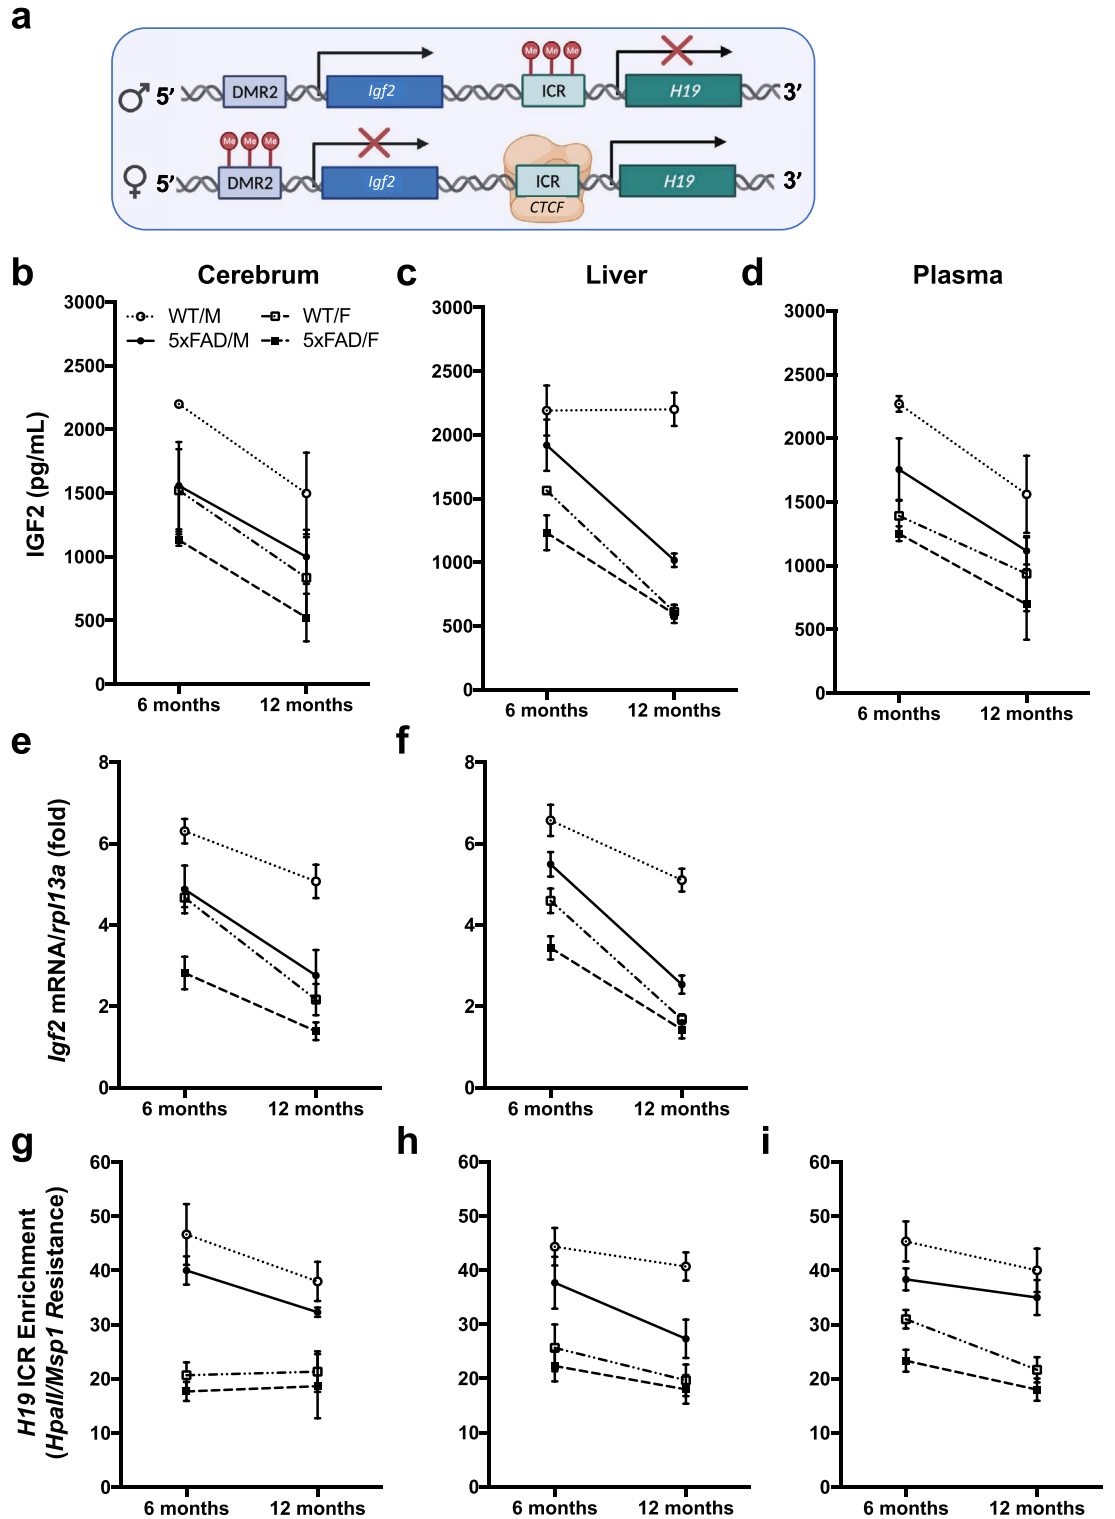 a
Me Me Me
♂ 5’ DMR2 Igf2 ICR H19 3’
Me Me Me
♀ 5’ DMR2 Igf2 ICR H19 3’
CTCF
b Cerebrum
c Liver
d Plasma
IGF2 (pg/mL)
3000
2500
2000
1500
1000
500
0
WT/M WT/F
5xFAD/M 5xFAD/F
6 months 12 months
3000
2500
2000
1500
1000
500
0
6 months 12 months
3000
2500
2000
1500
1000
500
0
6 months 12 months
e
Igf2 mRNA/rpl13a (fold)
8
6
4
2
0
6 months 12 months
f
8
6
4
2
0
6 months 12 months
g
H19 ICR Enrichment
(HpaII/Msp1 Resistance)
60
50
40
30
20
10
0
6 months 12 months
h
60
50
40
30
20
10
0
6 months 12 months
i
60
50
40
30
20
10
0
6 months 12 months